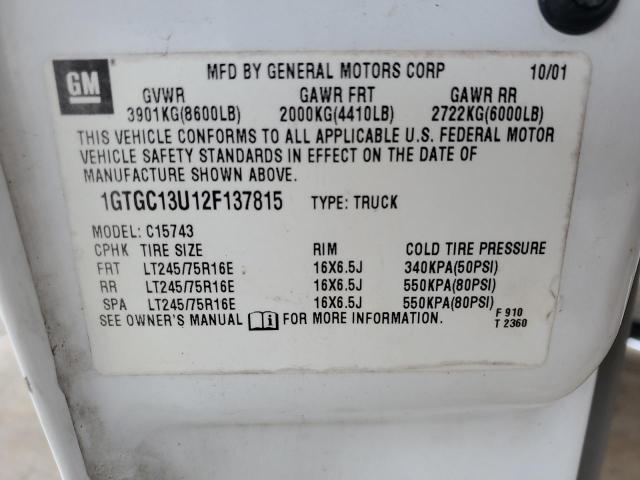 GM
MFD BY GENERAL MOTORS CORP 10/01
GVWR GAWR FRT GAWR RR
3901KG(8600LB) 2000KG(4410LB) 2722KG(6000LB)
THIS VEHICLE CONFORMS TO ALL APPLICABLE U.S. FEDERAL MOTOR
VEHICLE SAFETY STANDARDS IN EFFECT ON THE DATE OF
MANUFACTURE SHOWN ABOVE.
1GTGC13U12F137815 TYPE: TRUCK
MODEL: C15743
CPHK TIRE SIZE RIM COLD TIRE PRESSURE
FRT LT245/75R16E 16X6.5J 340KPA(50PSI)
RR LT245/75R16E 16X6.5J 550KPA(80PSI)
SPA LT245/75R16E 16X6.5J 550KPA(80PSI)
SEE OWNER'S MANUAL i FOR MORE INFORMATION. F 910
T 2360